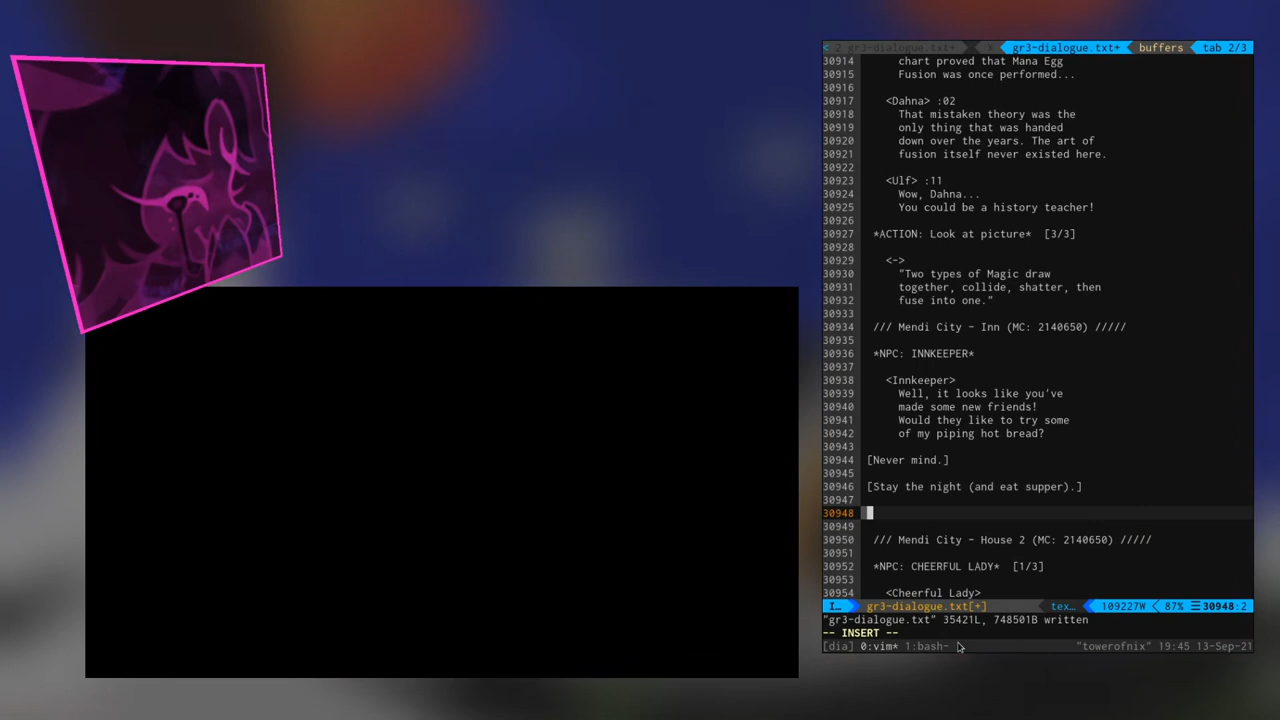 < 2 gr3-dialogue.txt+ gr3-dialogue.txt+ buffers tab 2/3
30914 chart proved that Mana Egg
30915 Fusion was once performed...
30916
30917 <Dahna> :02
30918 That mistaken theory was the
30919 only thing that was handed
30920 down over the years. The art of
30921 fusion itself never existed here.
30922
30923 <Ulf> :11
30924 Wow, Dahna...
30925 You could be a history teacher!
30926
30927 *ACTION: Look at picture* [3/3]
30928
30929 <->
30930 "Two types of Magic draw
30931 together, collide, shatter, then
30932 fuse into one."
30933
30934 /// Mendi City - Inn (MC: 2140650) /////
30935
30936 *NPC: INNKEEPER*
30937
30938 <Innkeeper>
30939 Well, it looks like you've
30940 made some new friends!
30941 Would they like to try some
30942 of my piping hot bread?
30943
30944 [Never mind.]
30945
30946 [Stay the night (and eat supper).]
30947
30948
30949
30950 /// Mendi City - House 2 (MC: 2140650) /////
30951
30952 *NPC: CHEERFUL LADY* [1/3]
30953
30954 <Cheerful Lady>
I… gr3-dialogue.txt[+] tex… 109227W < 87% ☰30948:2
"gr3-dialogue.txt" 35421L, 748501B written
-- INSERT --
[dia] 0:vim* 1:bash- "towerofnix" 19:45 13-Sep-21